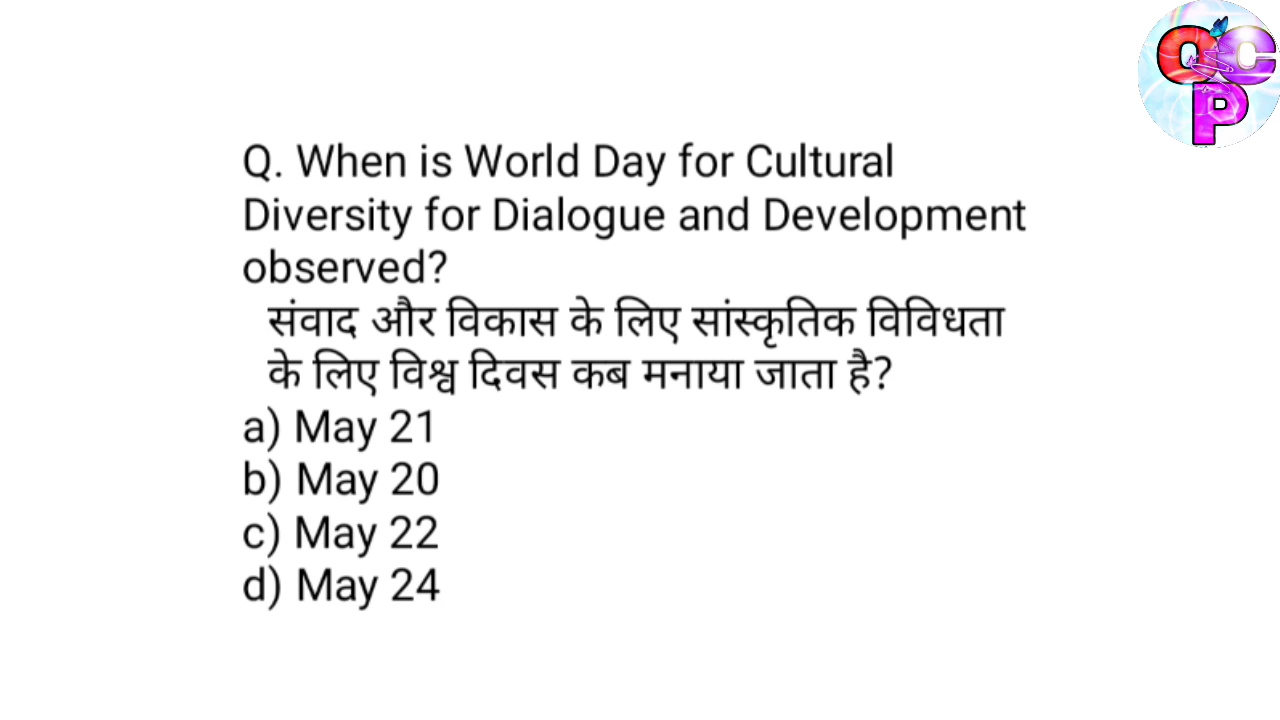 Q C
P
Q. When is World Day for Cultural
Diversity for Dialogue and Development
observed?
संवाद और विकास के लिए सांस्कृतिक विविधता
के लिए विश्व दिवस कब मनाया जाता है?
a) May 21
b) May 20
c) May 22
d) May 24